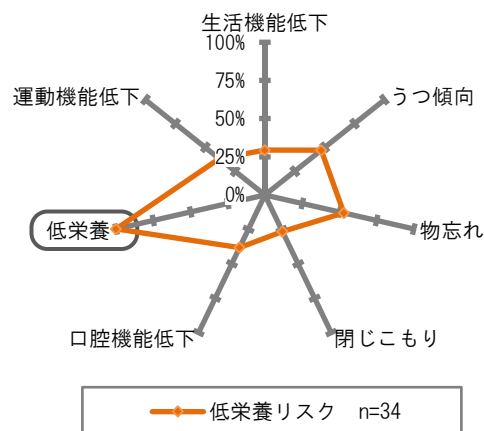 生活機能低下
100%
75%
50%
25%
0%
うつ傾向
物忘れ
閉じこもり
口腔機能低下
低栄養
運動機能低下
低栄養リスク n=34